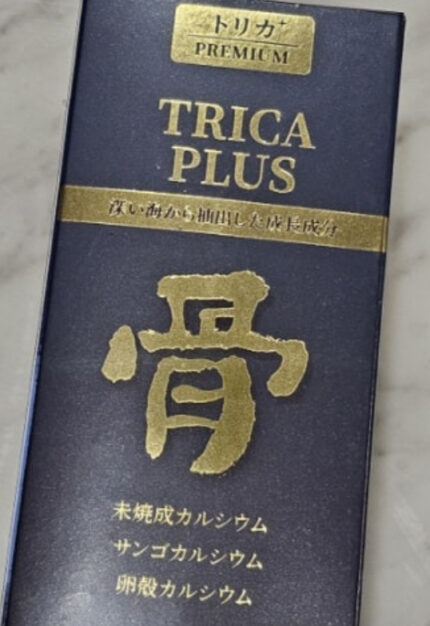 トリカ+
PREMIUM
TRICA
PLUS
深い海から抽出した成長成分
骨
未焼成カルシウム
サンゴカルシウム
卵殻カルシウム